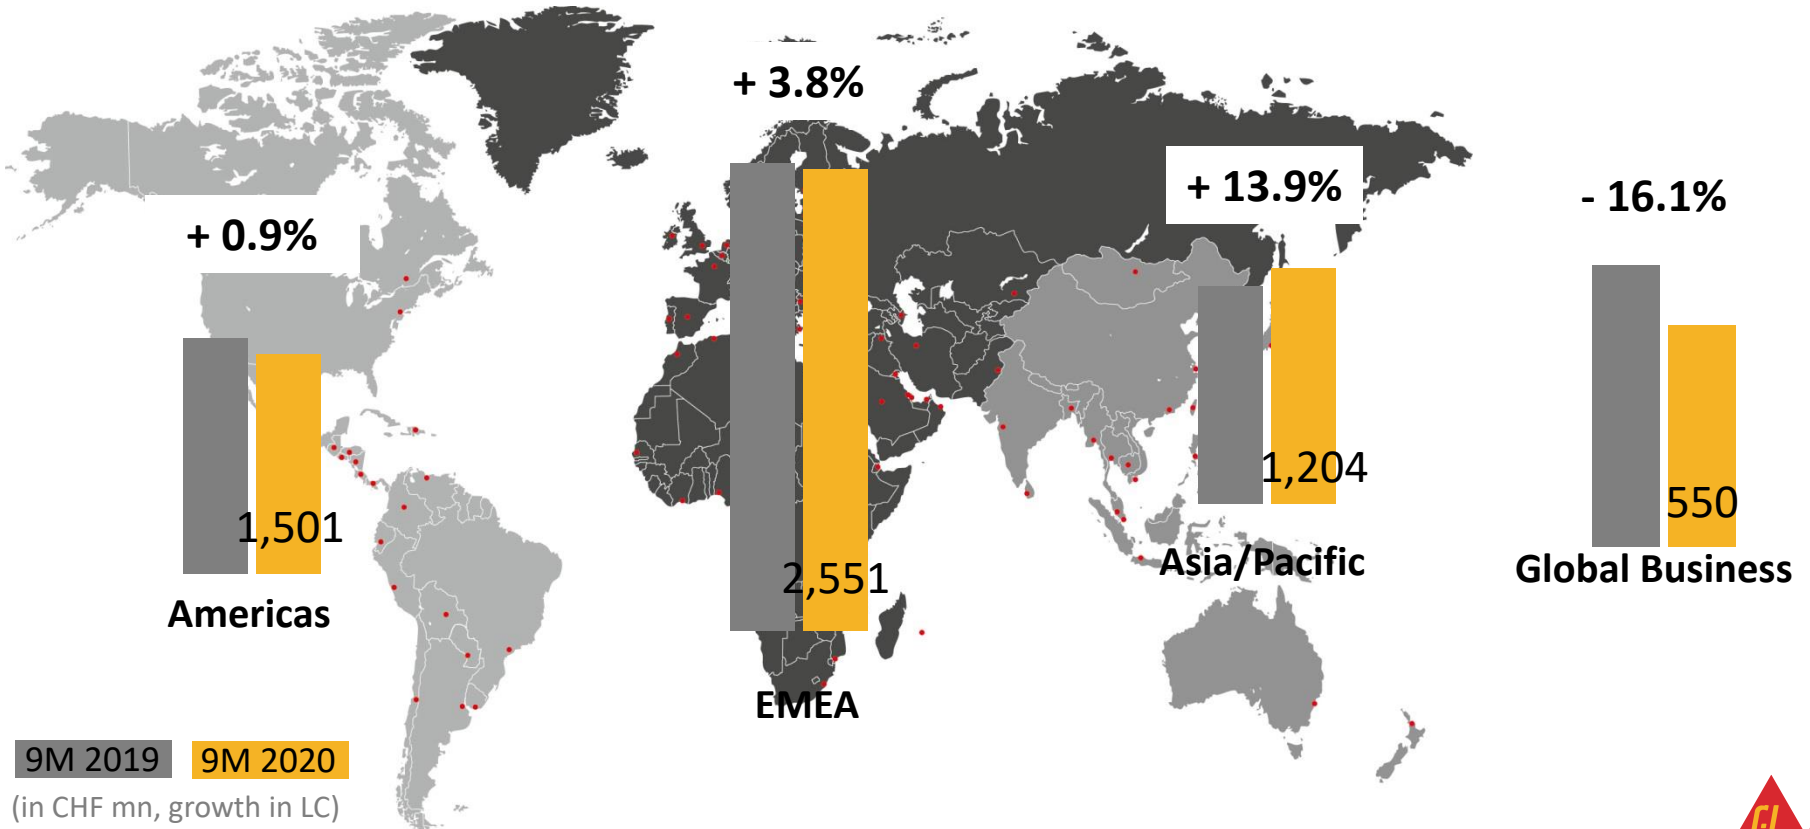 + 3.8%
+ 13.9%
- 16.1%
+ 0.9%
1,204
550
1,501
Asia/Pacific
Global Business
2,551
Americas
EMEA
9M 2019
9M 2020
(in CHF mn, growth in LC)